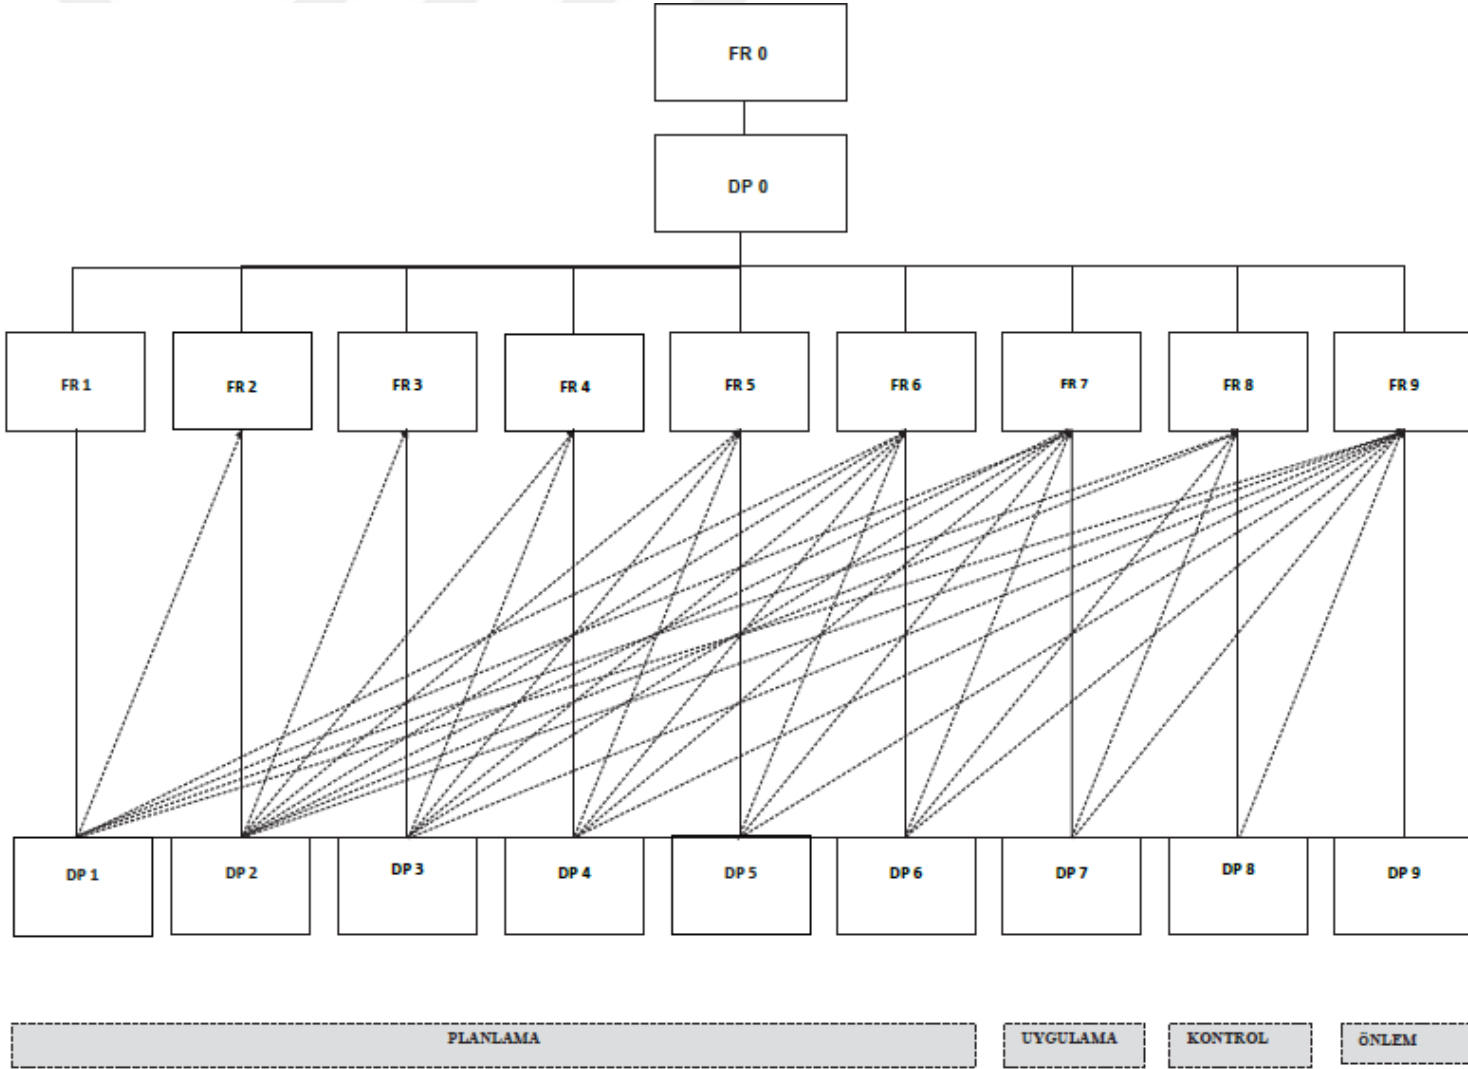 FR 0
DP 0
FR 1
FR 2
FR 3
FR 4
FR 5
FR 6
FR 7
FR 8
FR 9
DP 1
DP 2
DP 3
DP 4
DP 5
DP 6
DP 7
DP 8
DP 9
PLANLAMA
UYGULAMA
KONTROL
ÖNLEM